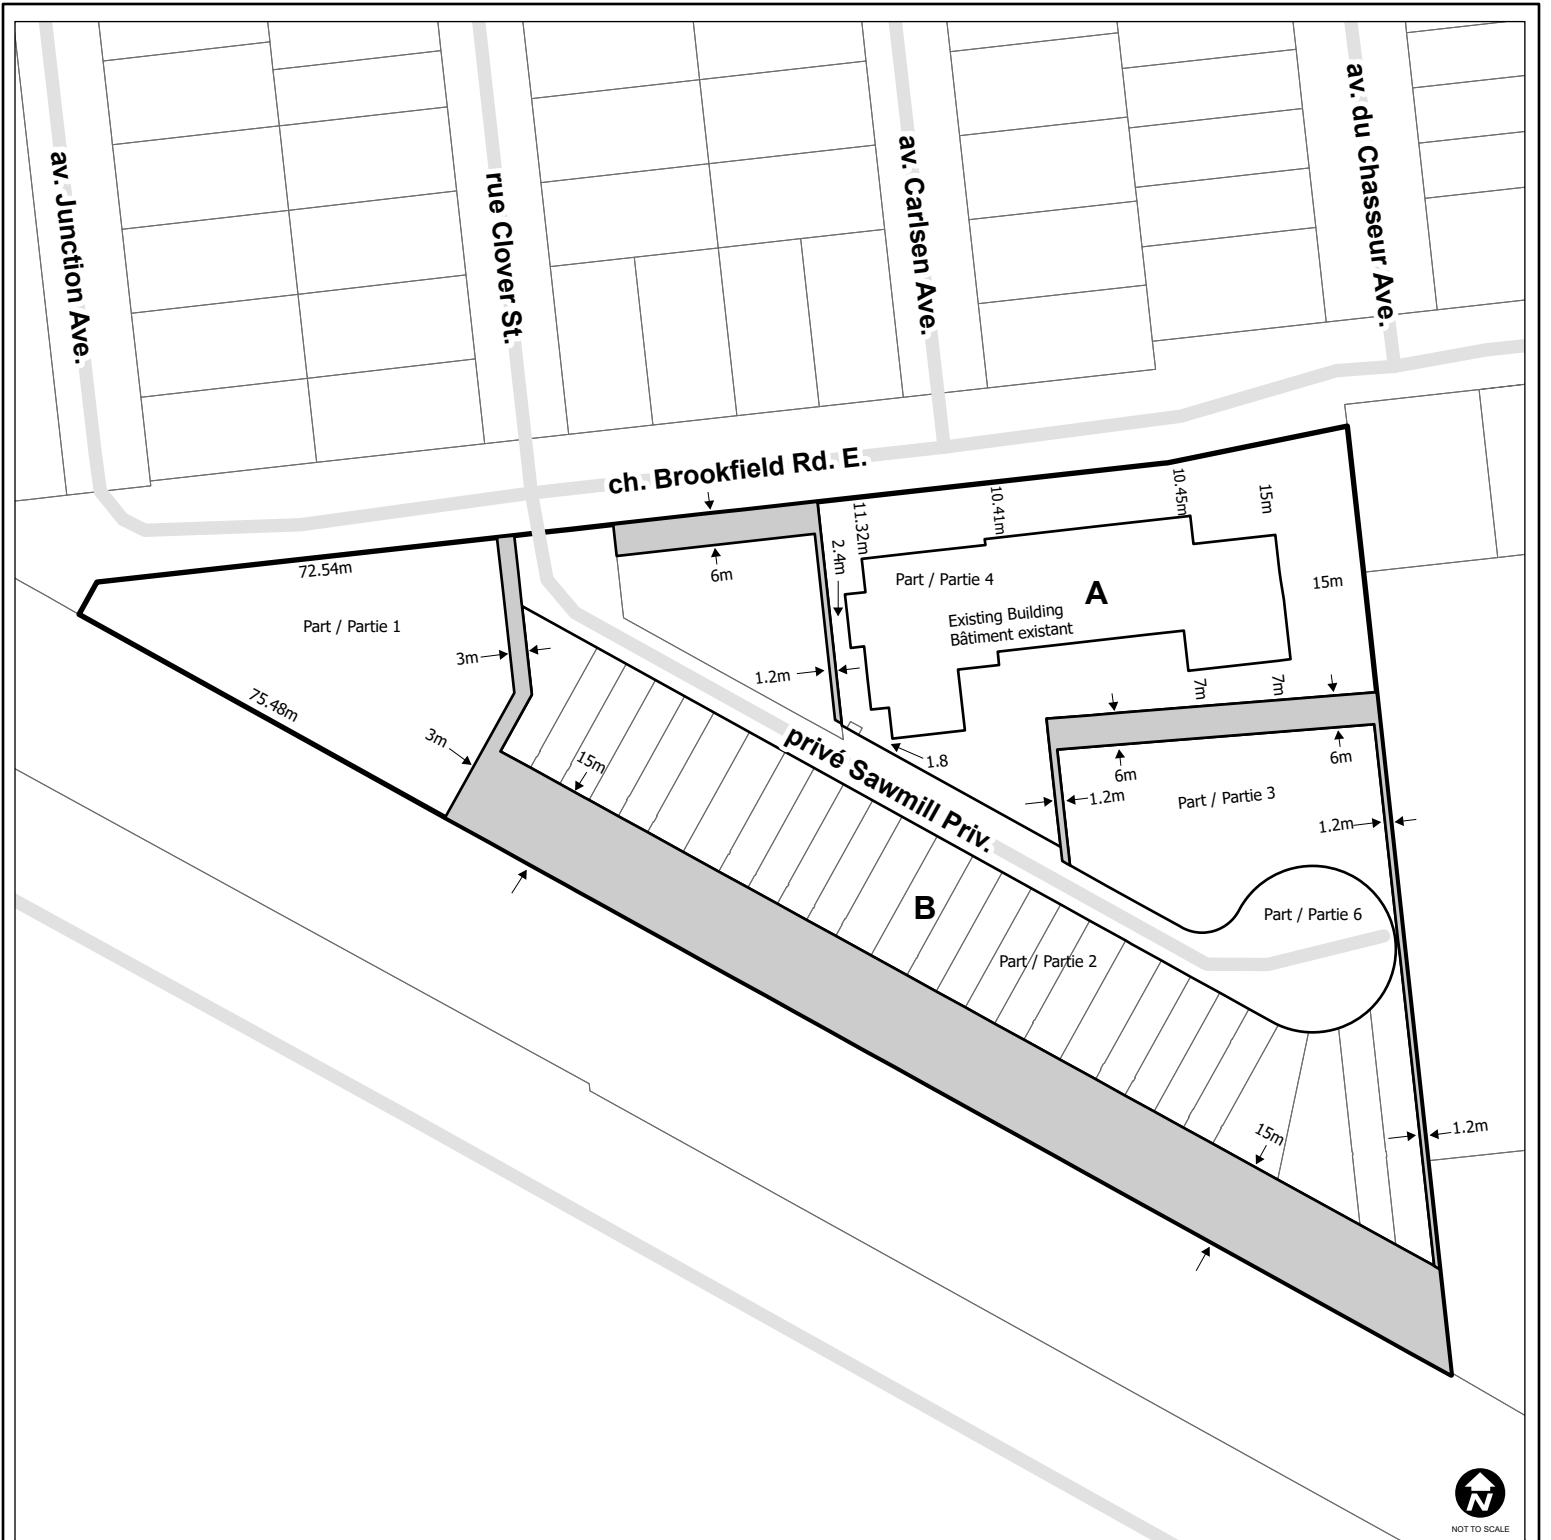 av. Junction Ave.
rue Clover St.
av. Carlsen Ave.
av. du Chasseur Ave.
ch. Brookfield Rd. E.
72.54m
Part / Partie 1
3m
75.48m
3m
6m
11.32m
2.4m
10.41m
10.45m
15m
Part / Partie 4
A
15m
Existing Building
Bâtiment existant
1.2m
7m
7m
1.8
privé Sawmill Priv.
15m
6m
6m
1.2m
Part / Partie 3
1.2m
B
Part / Partie 6
Part / Partie 2
15m
1.2m
N
NOT TO SCALE